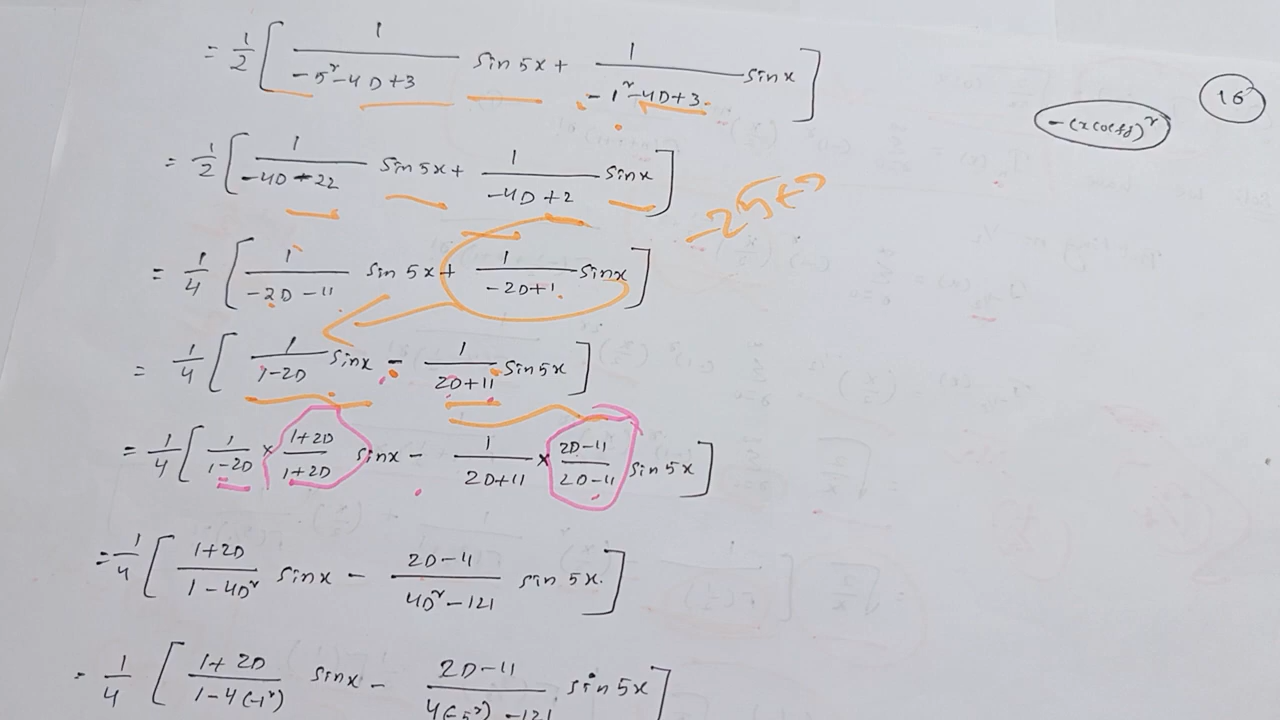 = 1/2 [ 1/(-5²-4D+3) sin 5x + 1/(-1²-4D+3) sin x ]
16
-(x coeff)²
= 1/2 [ 1/(-4D-22) sin 5x + 1/(-4D+2) sin x ]
-25+3
= 1/4 [ 1/(-2D-11) sin 5x + 1/(-2D+1) sin x ]
= 1/4 [ 1/(1-2D) sin x - 1/(2D+11) sin 5x ]
= 1/4 [ 1/(1-2D) × (1+2D)/(1+2D) sin x - 1/(2D+11) × (2D-11)/(2D-11) sin 5x ]
= 1/4 [ (1+2D)/(1-4D²) sin x - (2D-11)/(4D²-121) sin 5x. ]
= 1/4 [ (1+2D)/(1-4(-1²)) sin x - (2D-11)/(4(-5²)-121) sin 5x ]